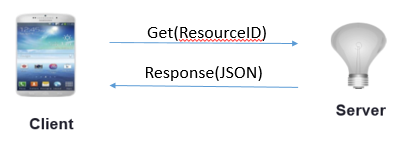 Get(ResourceID)
Response(JSON)
Client
Server